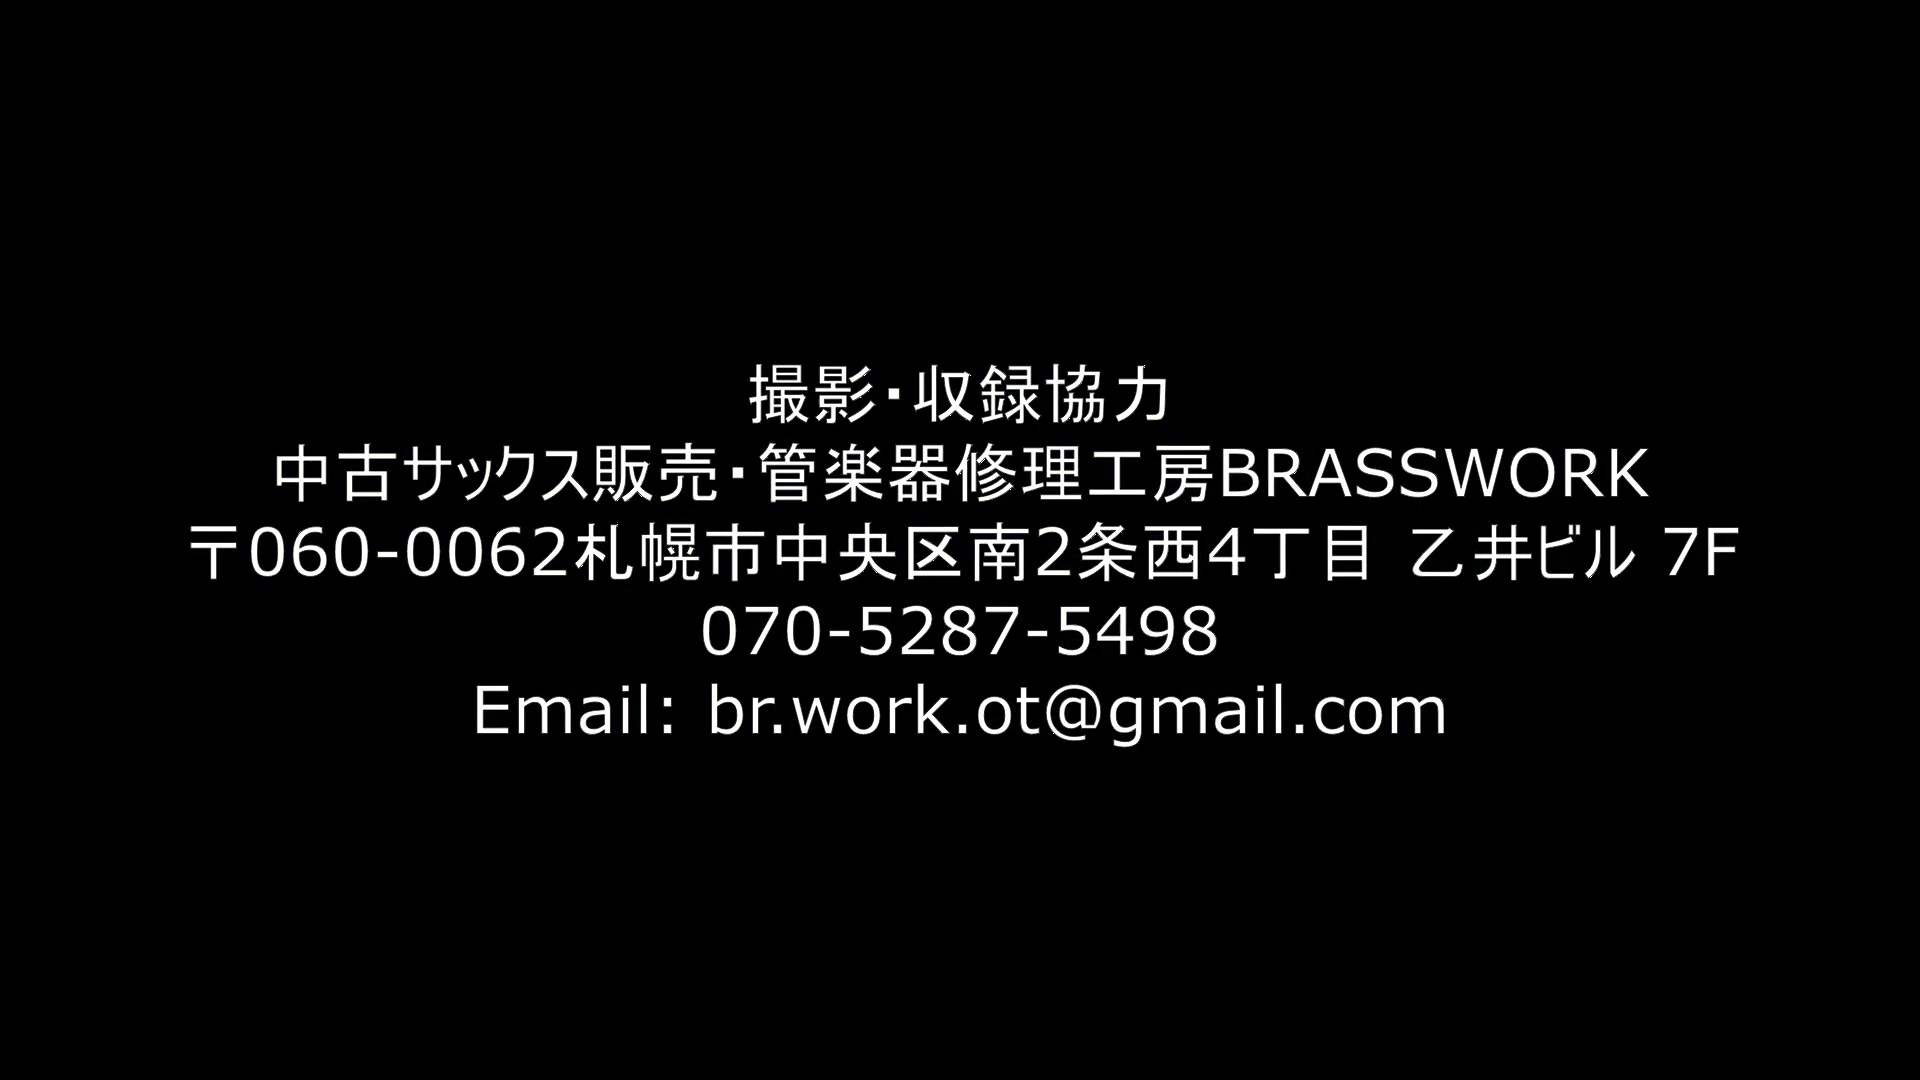 撮影・収録協力
中古サックス販売・管楽器修理工房BRASSWORK
〒060-0062札幌市中央区南2条西4丁目 乙井ビル 7F
070-5287-5498
Email: br.work.ot@gmail.com